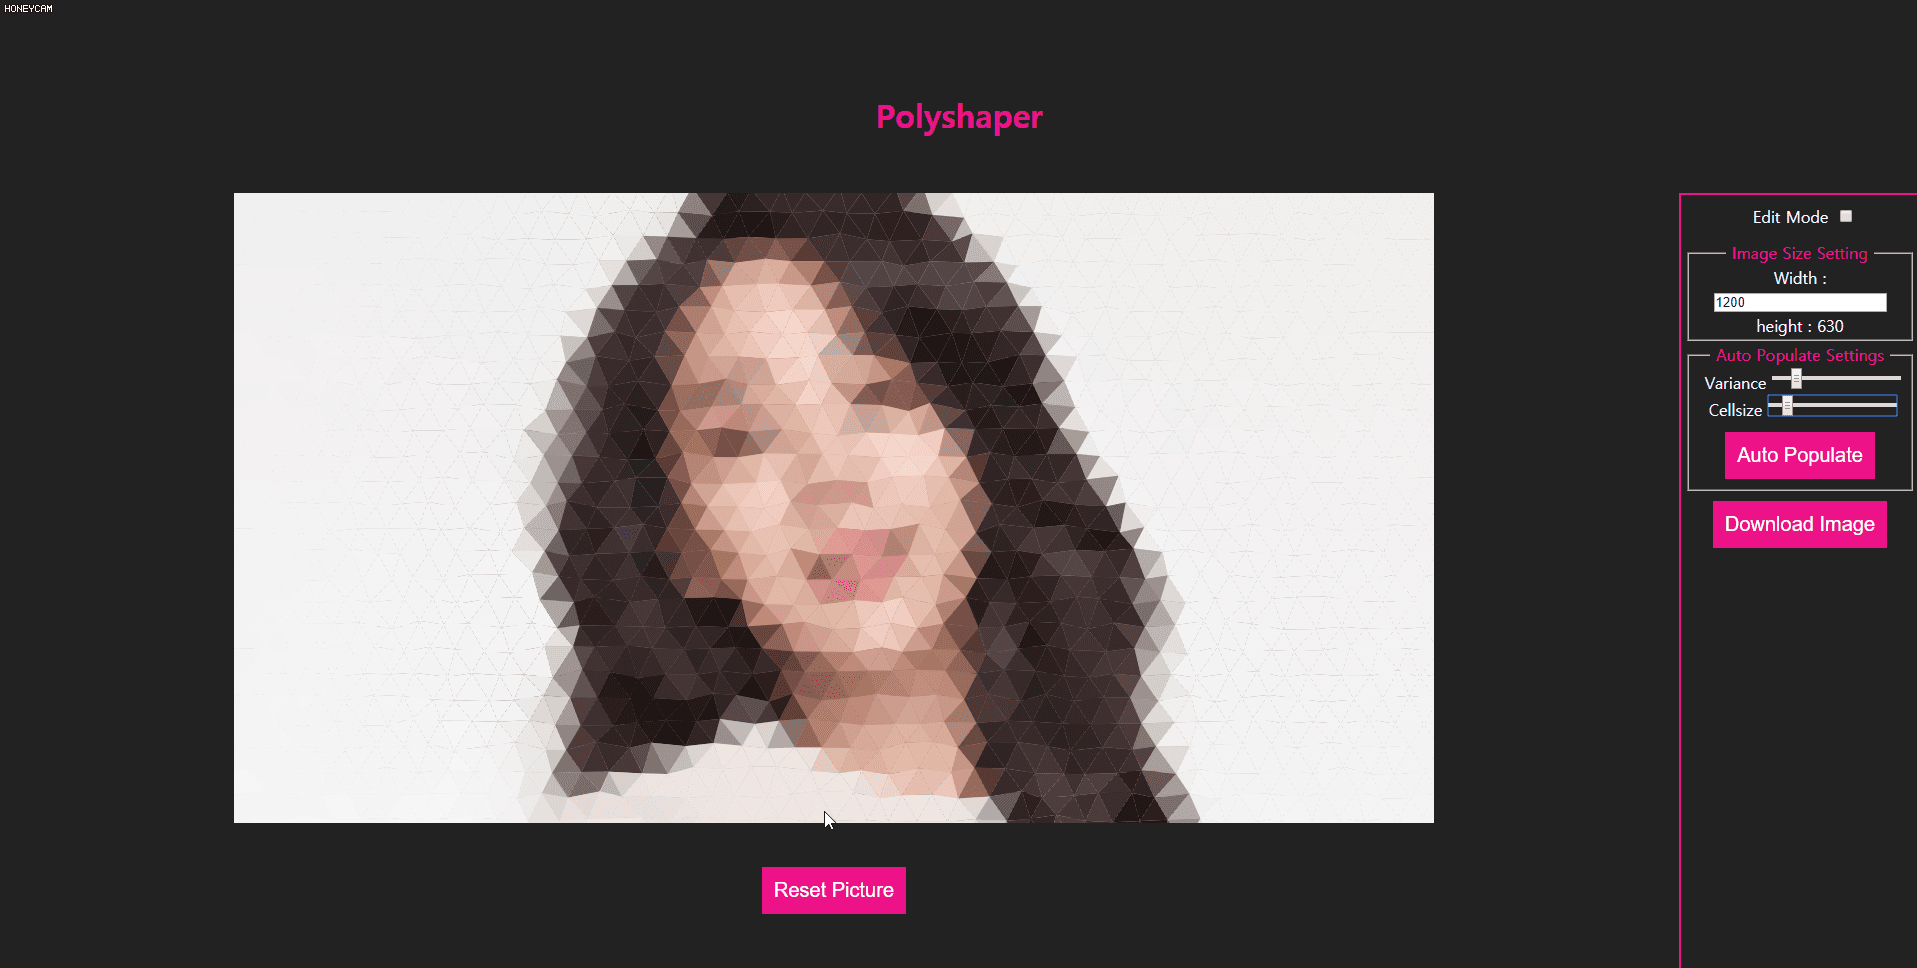 HONEYCAM
Polyshaper
Edit Mode
Image Size Setting
Width :
1200
height : 630
Auto Populate Settings
Variance
Cellsize
Auto Populate
Download Image
Reset Picture